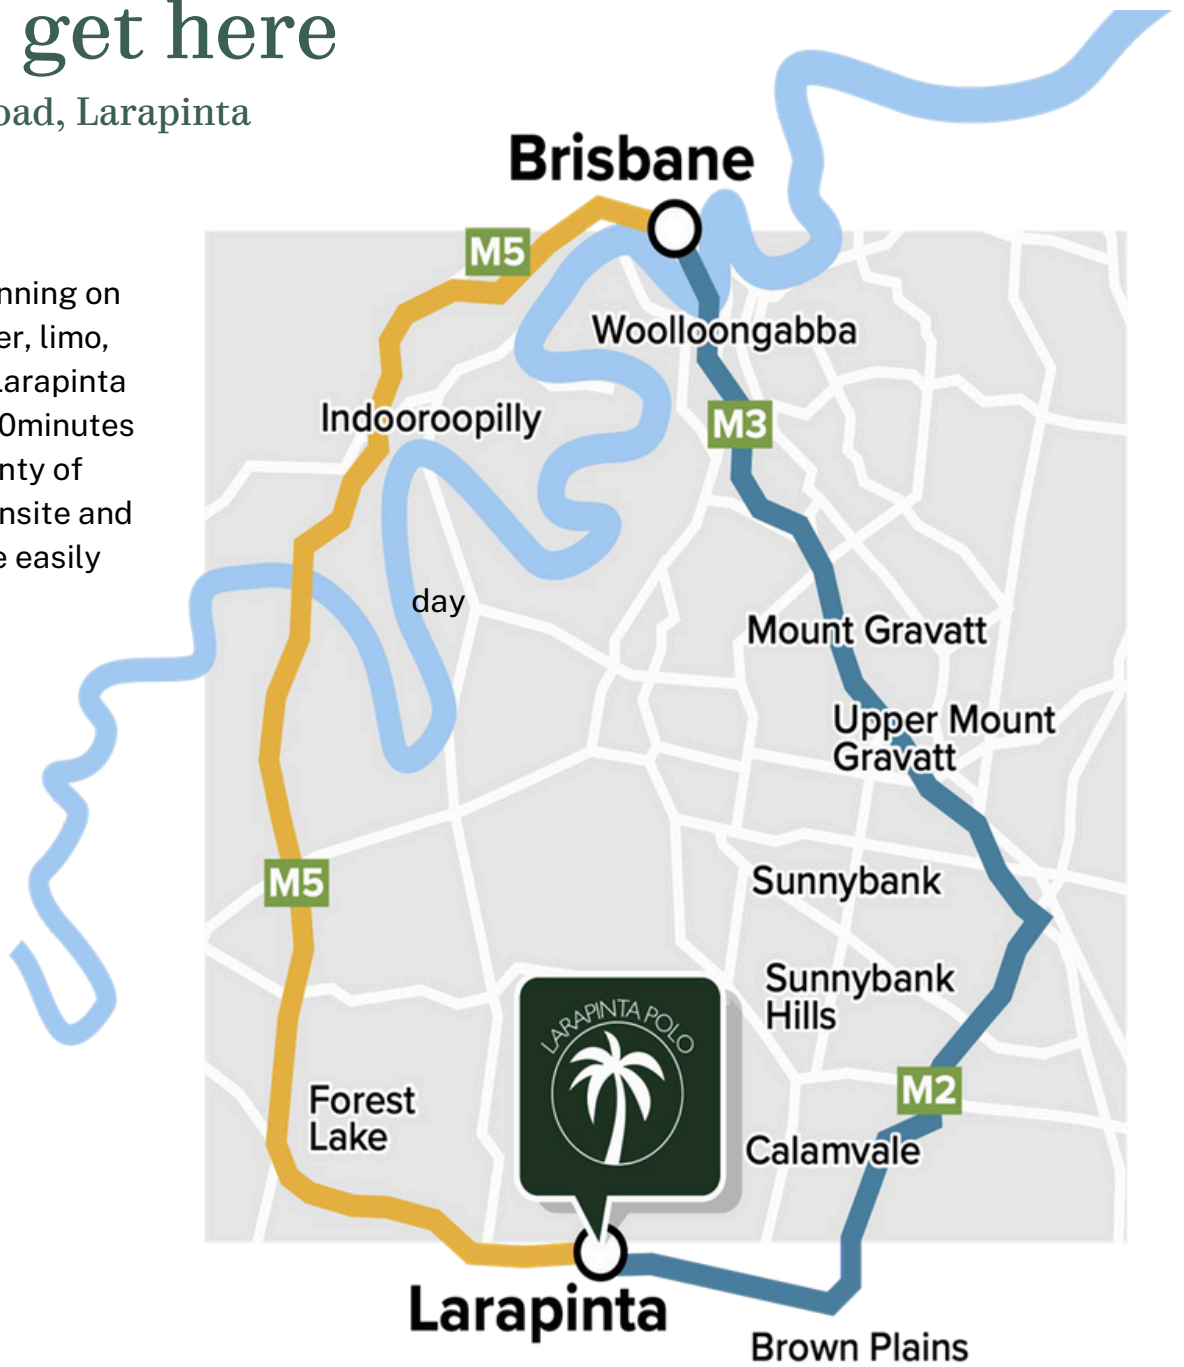 get here
oad, Larapinta
nning on
er, limo,
Larapinta
0minutes
nty of
nsite and
e easily
day
Brisbane
M5
Woolloongabba
Indooroopilly
M3
Mount Gravatt
Upper Mount
Gravatt
M5
Sunnybank
Sunnybank
Hills
LARAPINTA POLO
M2
Forest
Lake
Calamvale
Larapinta
Brown Plains